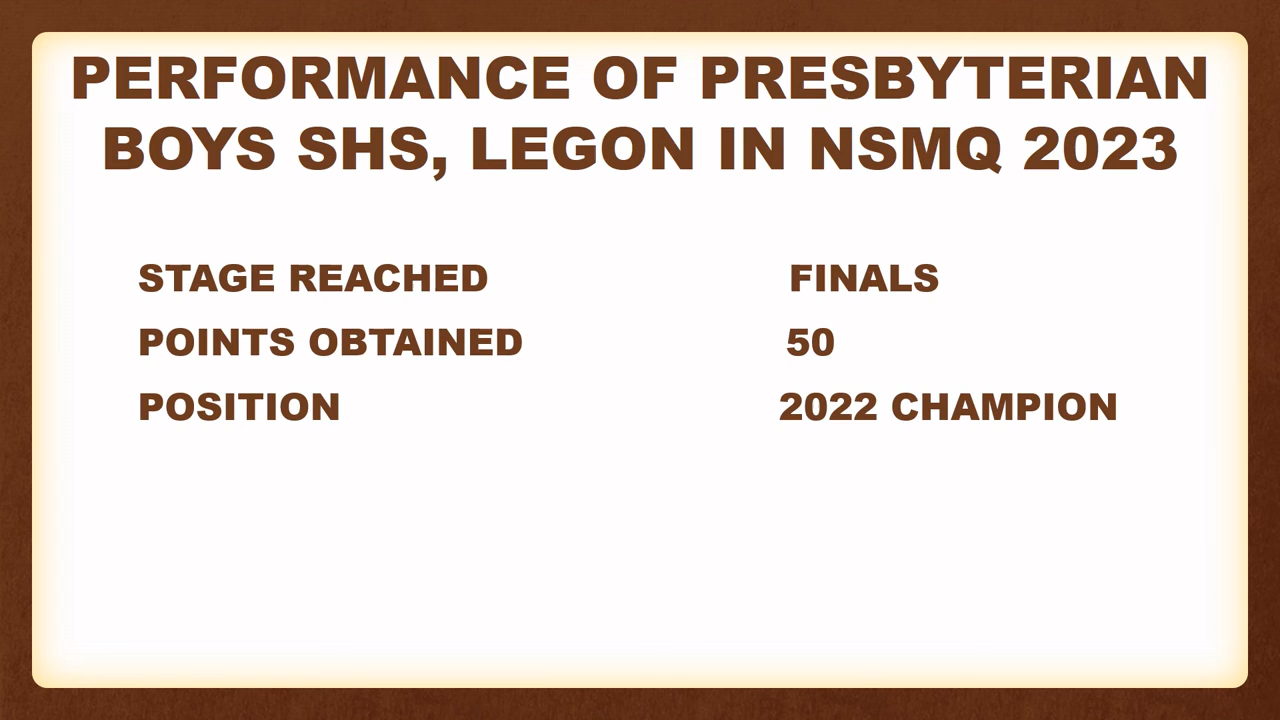 PERFORMANCE OF PRESBYTERIAN
BOYS SHS, LEGON IN NSMQ 2023
STAGE REACHED FINALS
POINTS OBTAINED 50
POSITION 2022 CHAMPION